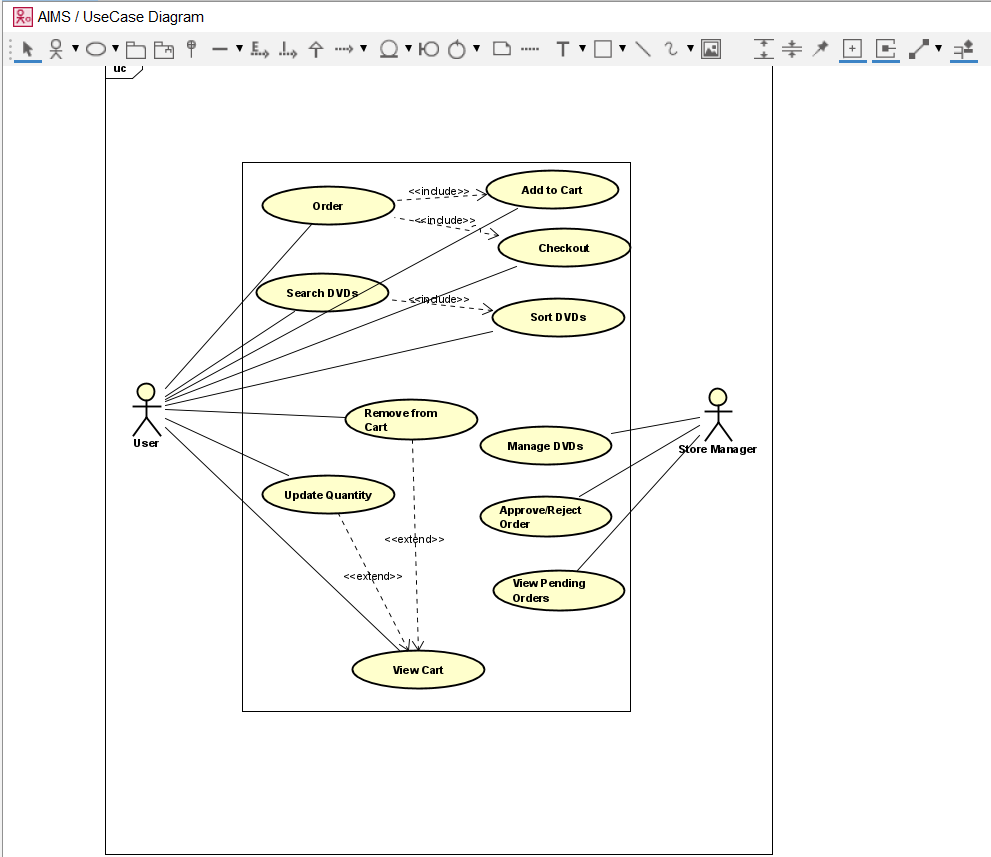 AIMS / UseCase Diagram
uc
Order
<<include>>
Add to Cart
<<include>>
Checkout
Search DVDs
<<include>>
Sort DVDs
User
Remove from
Cart
Store Manager
Manage DVDs
Update Quantity
Approve/Reject
Order
<<extend>>
<<extend>>
View Pending
Orders
View Cart